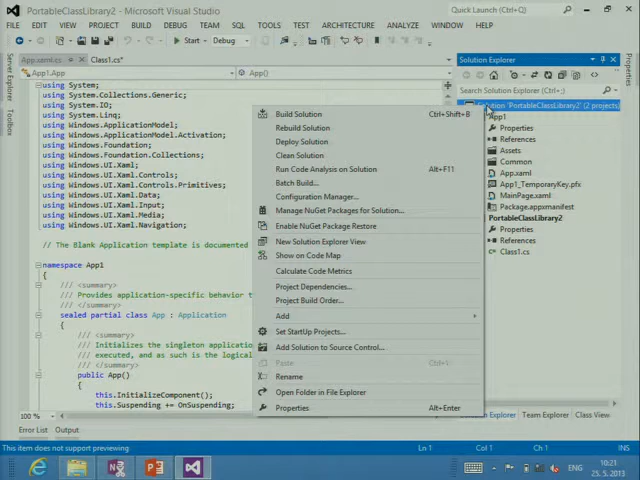 PortableClassLibrary2 - Microsoft Visual Studio
Quick Launch (Ctrl+Q)
FILE EDIT VIEW PROJECT BUILD DEBUG TEAM SQL TOOLS TEST ARCHITECTURE ANALYZE WINDOW HELP
Start Debug
App.xaml.cs Class1.cs*
App1.App App()
Server Explorer
using System;
using System.Collections.Generic;
using System.IO;
using System.Linq;
using Windows.ApplicationModel;
using Windows.ApplicationModel.Activation;
using Windows.Foundation;
using Windows.Foundation.Collections;
using Windows.UI.Xaml;
using Windows.UI.Xaml.Controls;
using Windows.UI.Xaml.Controls.Primitives;
using Windows.UI.Xaml.Data;
using Windows.UI.Xaml.Input;
using Windows.UI.Xaml.Media;
using Windows.UI.Xaml.Navigation;
// The Blank Application template is documented
namespace App1
{
/// <summary>
/// Provides application-specific behavior t
/// </summary>
sealed partial class App : Application
{
/// <summary>
/// Initializes the singleton applicatio
/// executed, and as such is the logical
/// </summary>
public App()
{
this.InitializeComponent();
this.Suspending += OnSuspending;
100 %
Build Solution Ctrl+Shift+B
Rebuild Solution
Deploy Solution
Clean Solution
Run Code Analysis on Solution Alt+F11
Batch Build...
Configuration Manager...
Manage NuGet Packages for Solution...
Enable NuGet Package Restore
New Solution Explorer View
Show on Code Map
Calculate Code Metrics
Project Dependencies...
Project Build Order...
Add
Set StartUp Projects...
Add Solution to Source Control...
Paste
Rename
Open Folder in File Explorer
Properties Alt+Enter
Solution Explorer
Search Solution Explorer (Ctrl+;)
'PortableClassLibrary2' (2 projects)
App1
Properties
References
Assets
Common
App.xaml
App1_TemporaryKey.pfx
MainPage.xaml
Package.appxmanifest
PortableClassLibrary2
Properties
References
Class1.cs
Explorer Team Explorer Class View
Properties
Error List Output
This item does not support previewing Ln 1 Col 1 Ch 1
ENG
10:21
25. 5. 2013